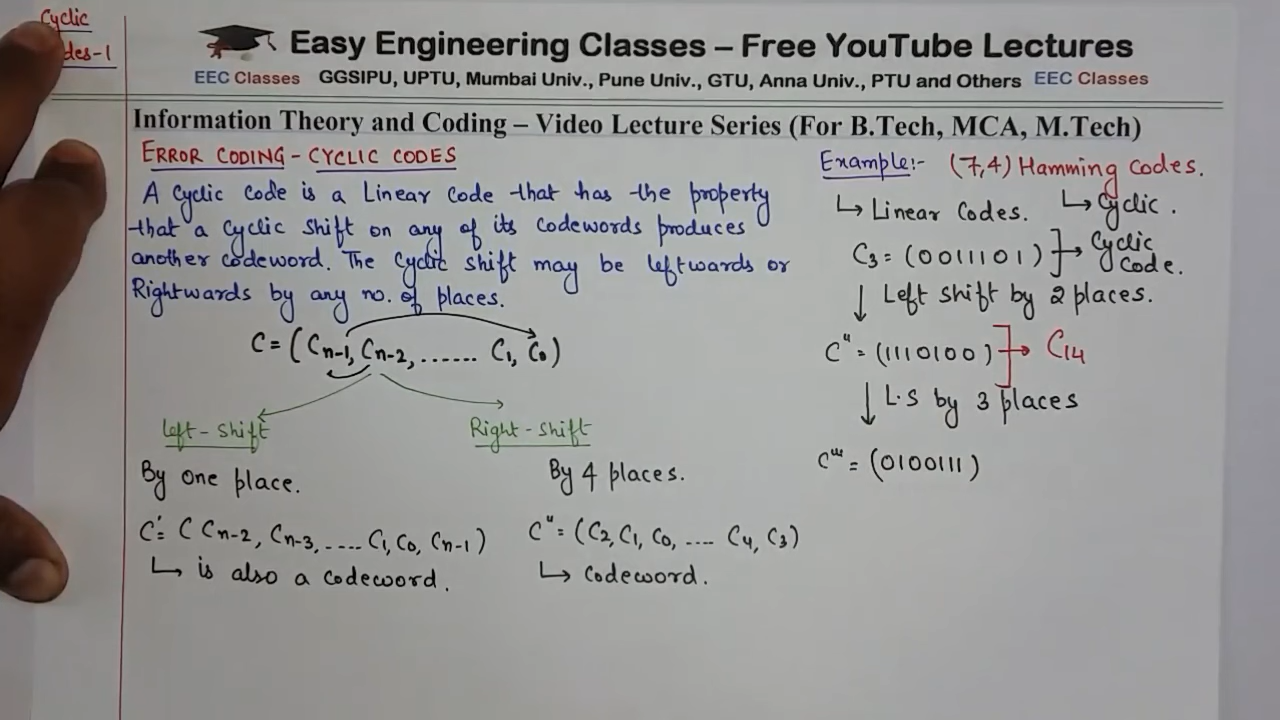 Cyclic
des-1
Easy Engineering Classes – Free YouTube Lectures
EEC Classes GGSIPU, UPTU, Mumbai Univ., Pune Univ., GTU, Anna Univ., PTU and Others EEC Classes
Information Theory and Coding – Video Lecture Series (For B.Tech, MCA, M.Tech)
ERROR CODING - CYCLIC CODES
A Cyclic Code is a Linear Code that has the property
that a Cyclic Shift on any of its Codewords produces
another codeword. The Cyclic shift may be leftwards or
Rightwards by any no. of places.
C = (Cn-1, Cn-2, ...... C1, C0)
Left-Shift
Right-Shift
By one place.
By 4 places.
C' = (Cn-2, Cn-3, ..... C1, C0, Cn-1)
↳ is also a codeword.
C'' = (C2, C1, C0, .... C4, C3)
↳ Codeword.
Example:- (7,4) Hamming Codes.
↳ Linear Codes. ↳ Cyclic.
C3 = (0011101) ] → Cyclic Code.
↓ Left shift by 2 places.
C'' = (1110100) ] → C14
↓ L.S by 3 places
C''' = (0100111)